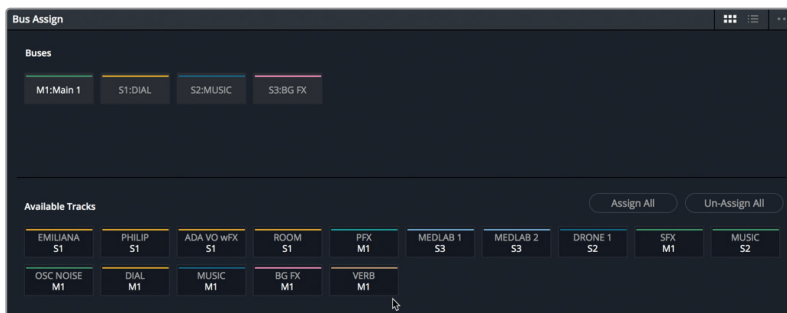 Bus Assign
Buses
M1:Main 1 S1:DIAL S2:MUSIC S3:BG FX
Available Tracks Assign All Un-Assign All
EMILIANA PHILIP ADA VO wFX ROOM PFX MEDLAB 1 MEDLAB 2 DRONE 1 SFX MUSIC
S1 S1 S1 S1 M1 S3 S3 S2 M1 S2
OSC NOISE DIAL MUSIC BG FX VERB
M1 M1 M1 M1 M1